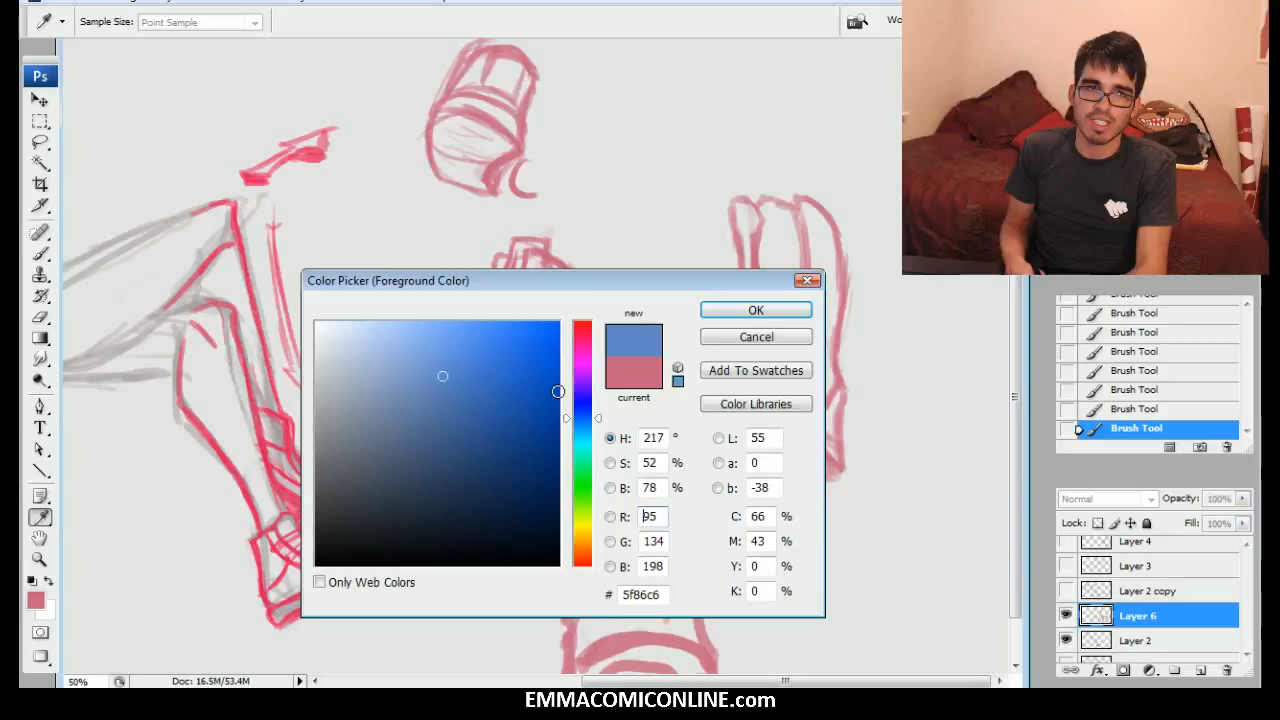 Sample Size: Point Sample
Wo
Ps
Color Picker (Foreground Color)
new
OK
Cancel
Add To Swatches
current
Color Libraries
H: 217 °
L: 55
S: 52 %
a: 0
B: 78 %
b: -38
R: 95
C: 66 %
G: 134
M: 43 %
B: 198
Y: 0 %
# 5f86c6
K: 0 %
Only Web Colors
Brush Tool
Brush Tool
Brush Tool
Brush Tool
Brush Tool
Brush Tool
Brush Tool
Normal
Opacity: 100%
Lock:
Fill: 100%
Layer 4
Layer 3
Layer 2 copy
Layer 6
Layer 2
50%
Doc: 16.5M/53.4M
EMMACOMICONLINE.com